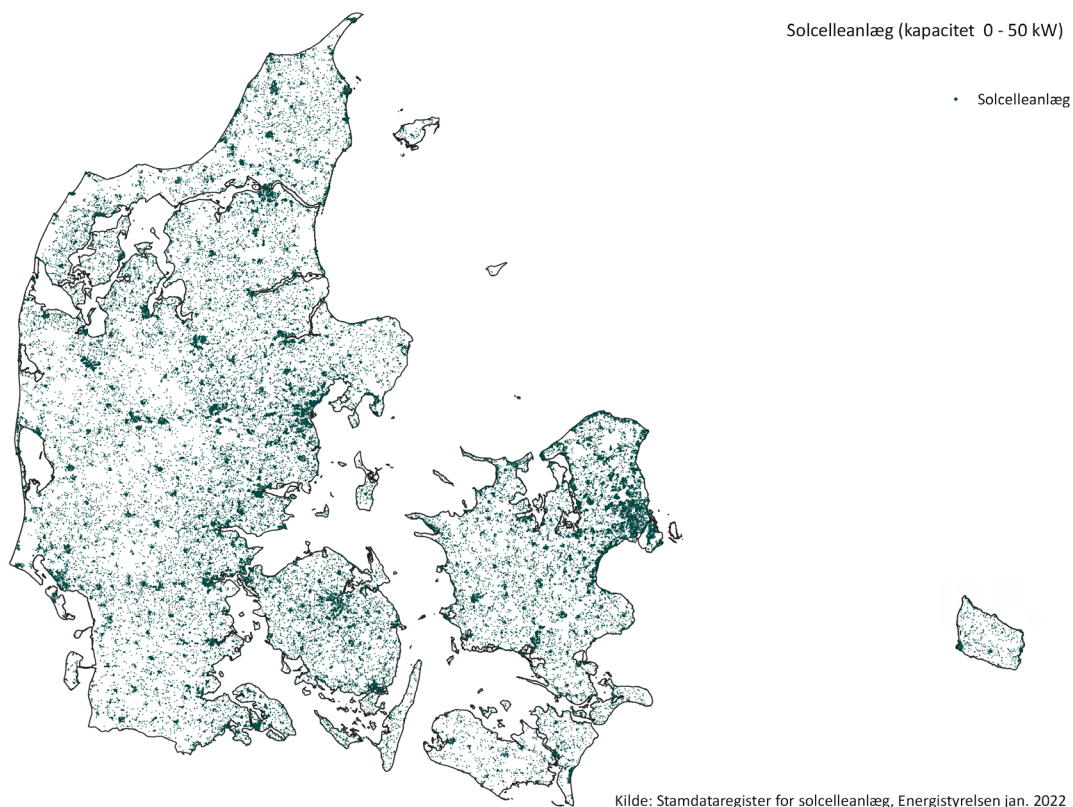 Solcelleanlæg (kapacitet 0 - 50 kW)
Solcelleanlæg
Kilde: Stamdataregister for solcelleanlæg, Energistyrelsen jan. 2022